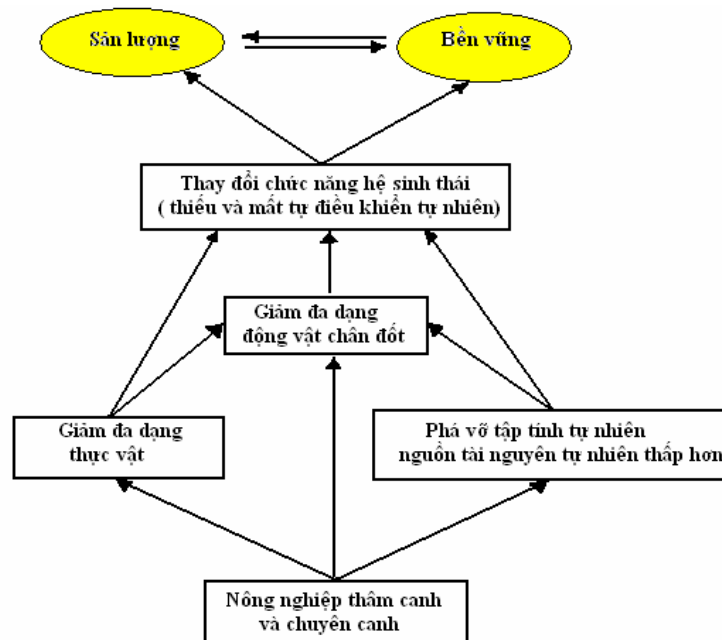 Sản lượng
Bền vững
Thay đổi chức năng hệ sinh thái
( thiếu và mất tự điều khiển tự nhiên)
Giảm đa dạng
động vật chân đốt
Giảm đa dạng
thực vật
Phá vỡ tập tính tự nhiên
nguồn tài nguyên tự nhiên thấp hơn
Nông nghiệp thâm canh
và chuyên canh